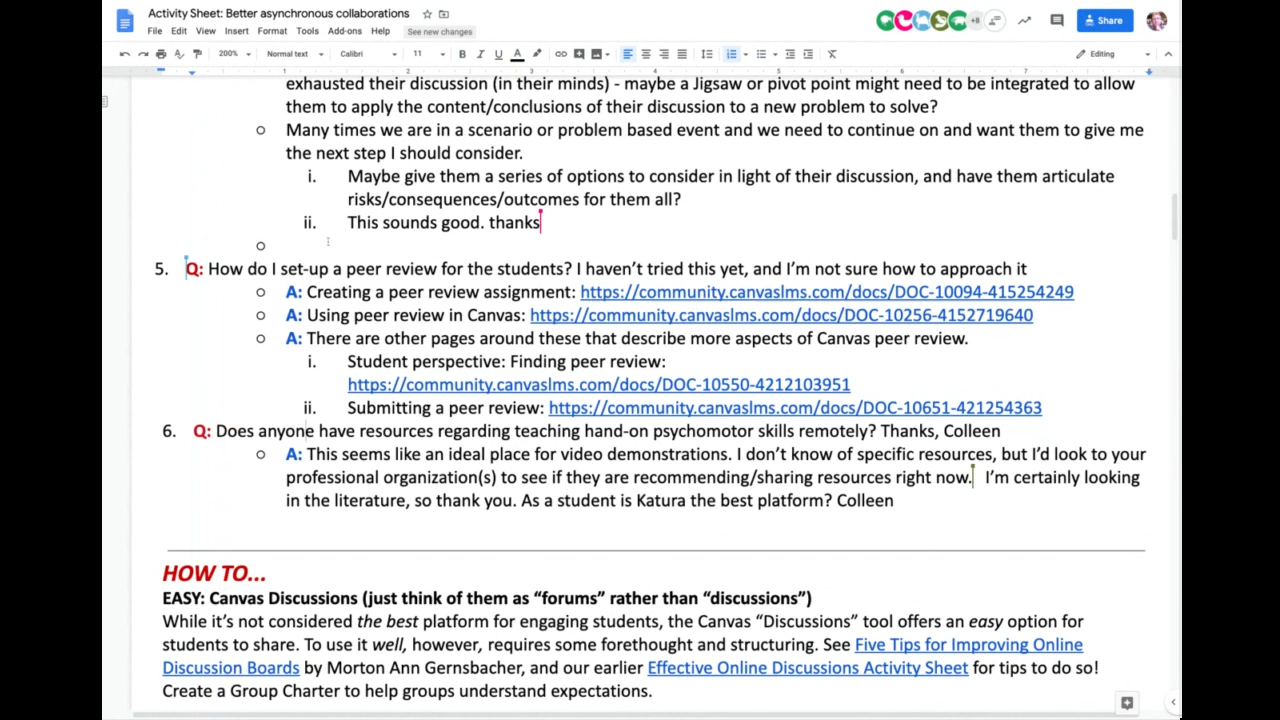 Activity Sheet: Better asynchronous collaborations
+8
Share
File Edit View Insert Format Tools Add-ons Help See new changes
200% Normal text Calibri 11 B I U A Editing
1 2 3 4 5 6 7
exhausted their discussion (in their minds) - maybe a Jigsaw or pivot point might need to be integrated to allow
them to apply the content/conclusions of their discussion to a new problem to solve?
Many times we are in a scenario or problem based event and we need to continue on and want them to give me
the next step I should consider.
i. Maybe give them a series of options to consider in light of their discussion, and have them articulate
risks/consequences/outcomes for them all?
ii. This sounds good. thanks
5. Q: How do I set-up a peer review for the students? I haven't tried this yet, and I'm not sure how to approach it
A: Creating a peer review assignment: https://community.canvaslms.com/docs/DOC-10094-415254249
A: Using peer review in Canvas: https://community.canvaslms.com/docs/DOC-10256-4152719640
A: There are other pages around these that describe more aspects of Canvas peer review.
i. Student perspective: Finding peer review:
https://community.canvaslms.com/docs/DOC-10550-4212103951
ii. Submitting a peer review: https://community.canvaslms.com/docs/DOC-10651-421254363
6. Q: Does anyone have resources regarding teaching hand-on psychomotor skills remotely? Thanks, Colleen
A: This seems like an ideal place for video demonstrations. I don't know of specific resources, but I'd look to your
professional organization(s) to see if they are recommending/sharing resources right now. I'm certainly looking
in the literature, so thank you. As a student is Katura the best platform? Colleen
HOW TO...
EASY: Canvas Discussions (just think of them as "forums" rather than "discussions")
While it's not considered the best platform for engaging students, the Canvas "Discussions" tool offers an easy option for
students to share. To use it well, however, requires some forethought and structuring. See Five Tips for Improving Online
Discussion Boards by Morton Ann Gernsbacher, and our earlier Effective Online Discussions Activity Sheet for tips to do so!
Create a Group Charter to help groups understand expectations.